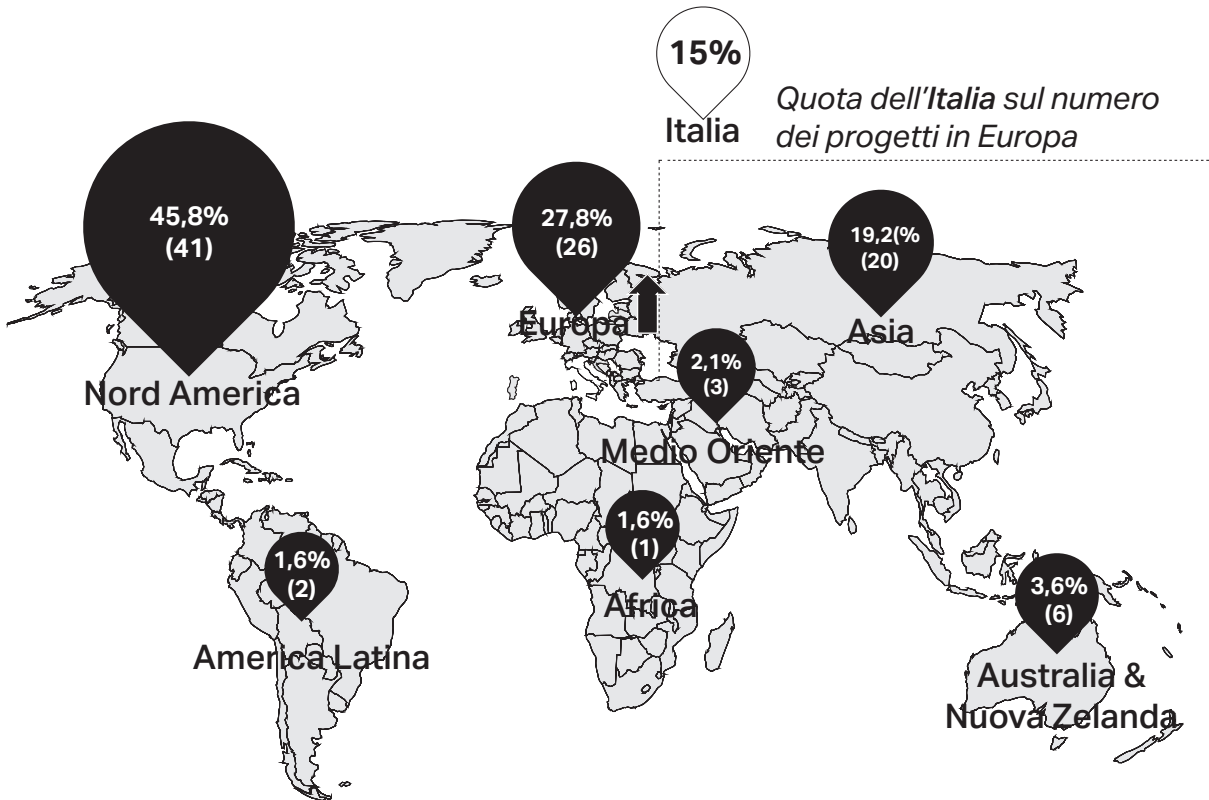 15%
Italia
Quota dell'Italia sul numero
dei progetti in Europa
45,8%
(41)
Nord America
27,8%
(26)
Europa
19,2(%
(20)
Asia
2,1%
(3)
Medio Oriente
1,6%
(1)
Africa
1,6%
(2)
America Latina
3,6%
(6)
Australia &
Nuova Zelanda